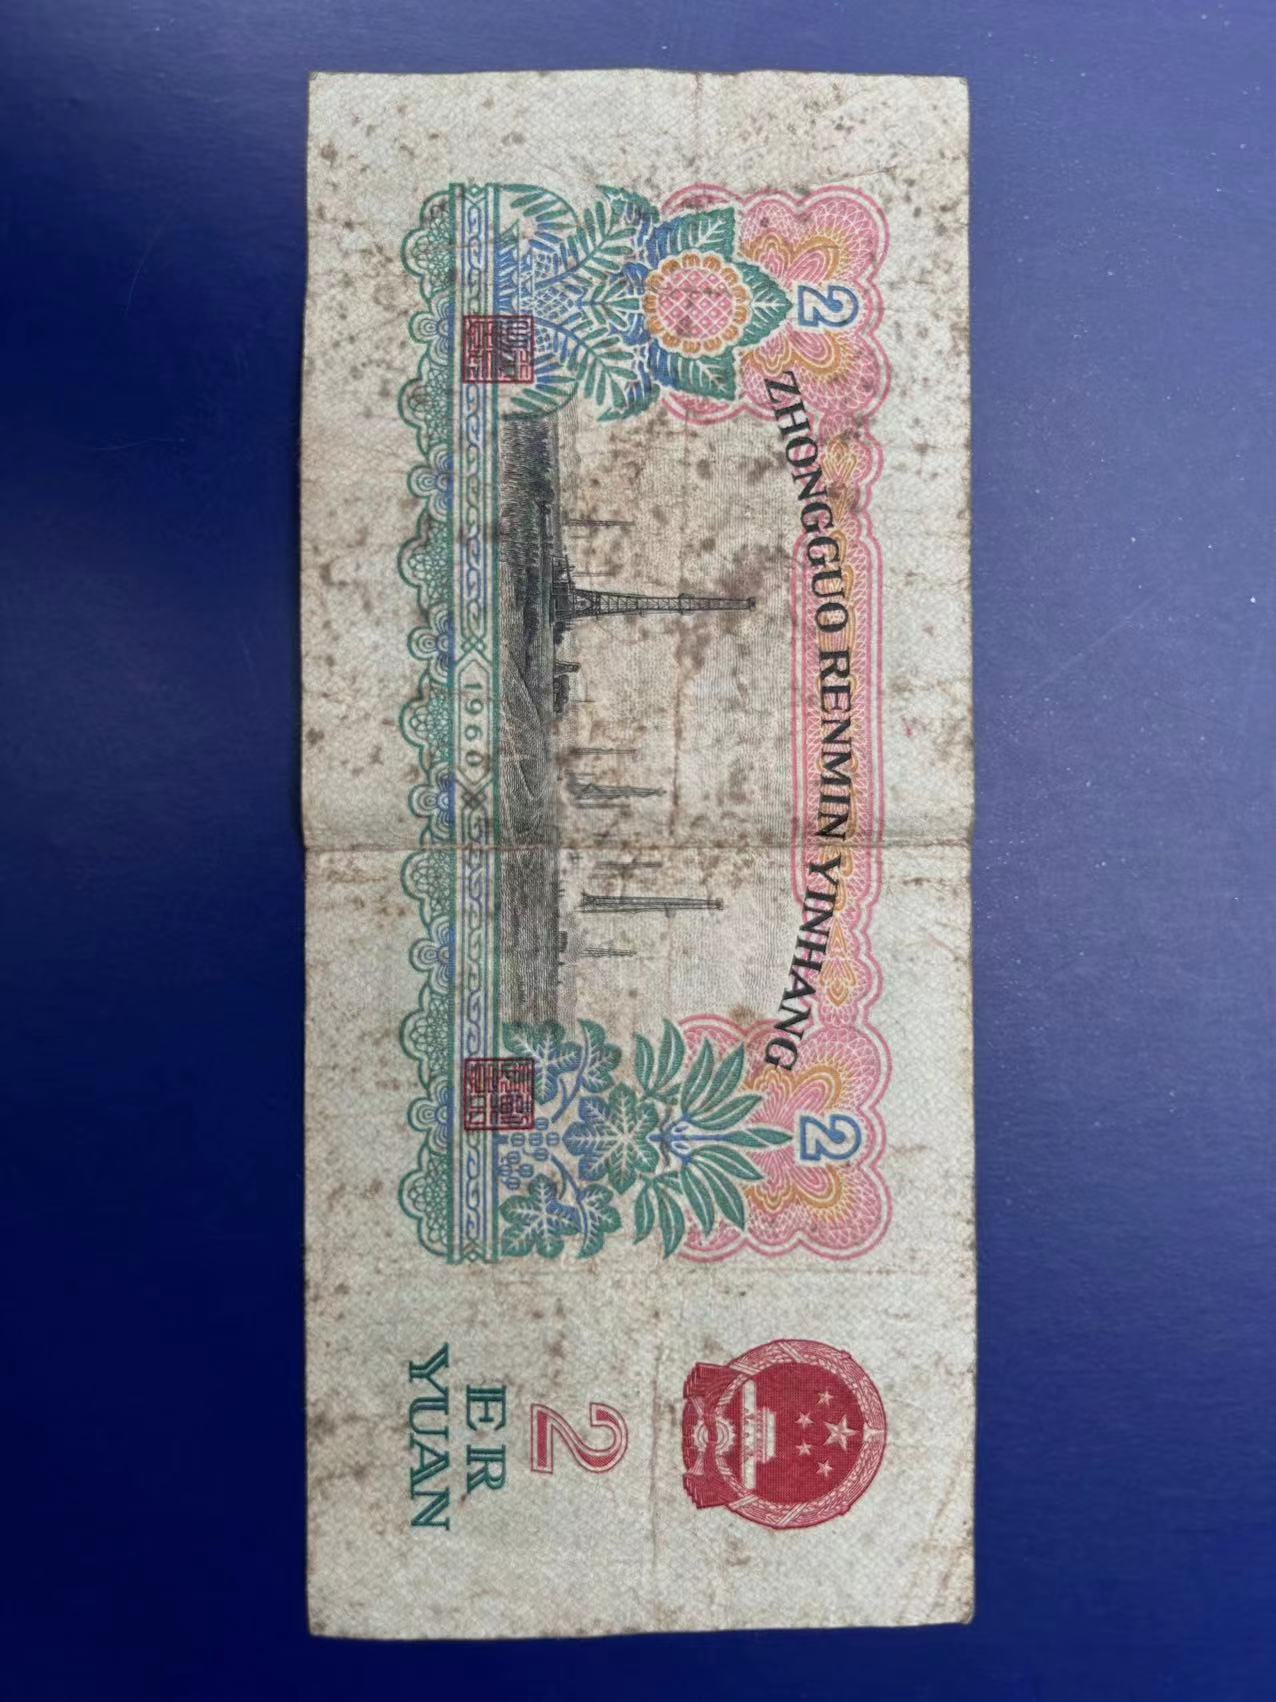 ZHONGGUO RENMIN YINHANG
2
2
2
ER
YUAN
1960